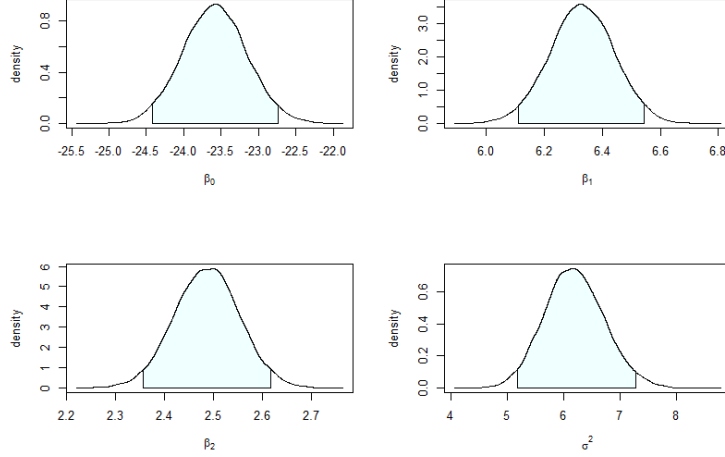 density
0.0 0.4 0.8
-25.5 -25.0 -24.5 -24.0 -23.5 -23.0 -22.5 -22.0
β0
density
0.0 1.0 2.0 3.0
6.0 6.2 6.4 6.6 6.8
β1
density
0 1 2 3 4 5 6
2.2 2.3 2.4 2.5 2.6 2.7
β2
density
0.0 0.2 0.4 0.6
4 5 6 7 8
σ2